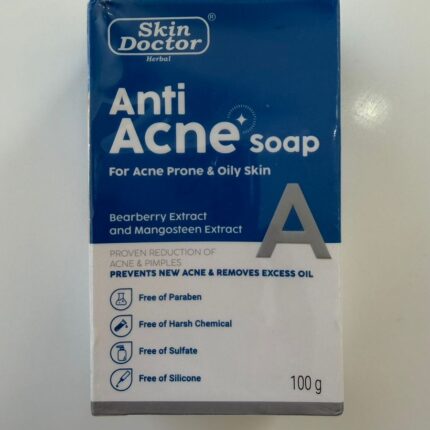 Skin
Doctor®
Herbal
Anti
Acne Soap
For Acne Prone & Oily Skin
A
Bearberry Extract
and Mangosteen Extract
PROVEN REDUCTION OF
ACNE & PIMPLES
PREVENTS NEW ACNE & REMOVES EXCESS OIL
Free of Paraben
Free of Harsh Chemical
Free of Sulfate
Free of Silicone
100 g